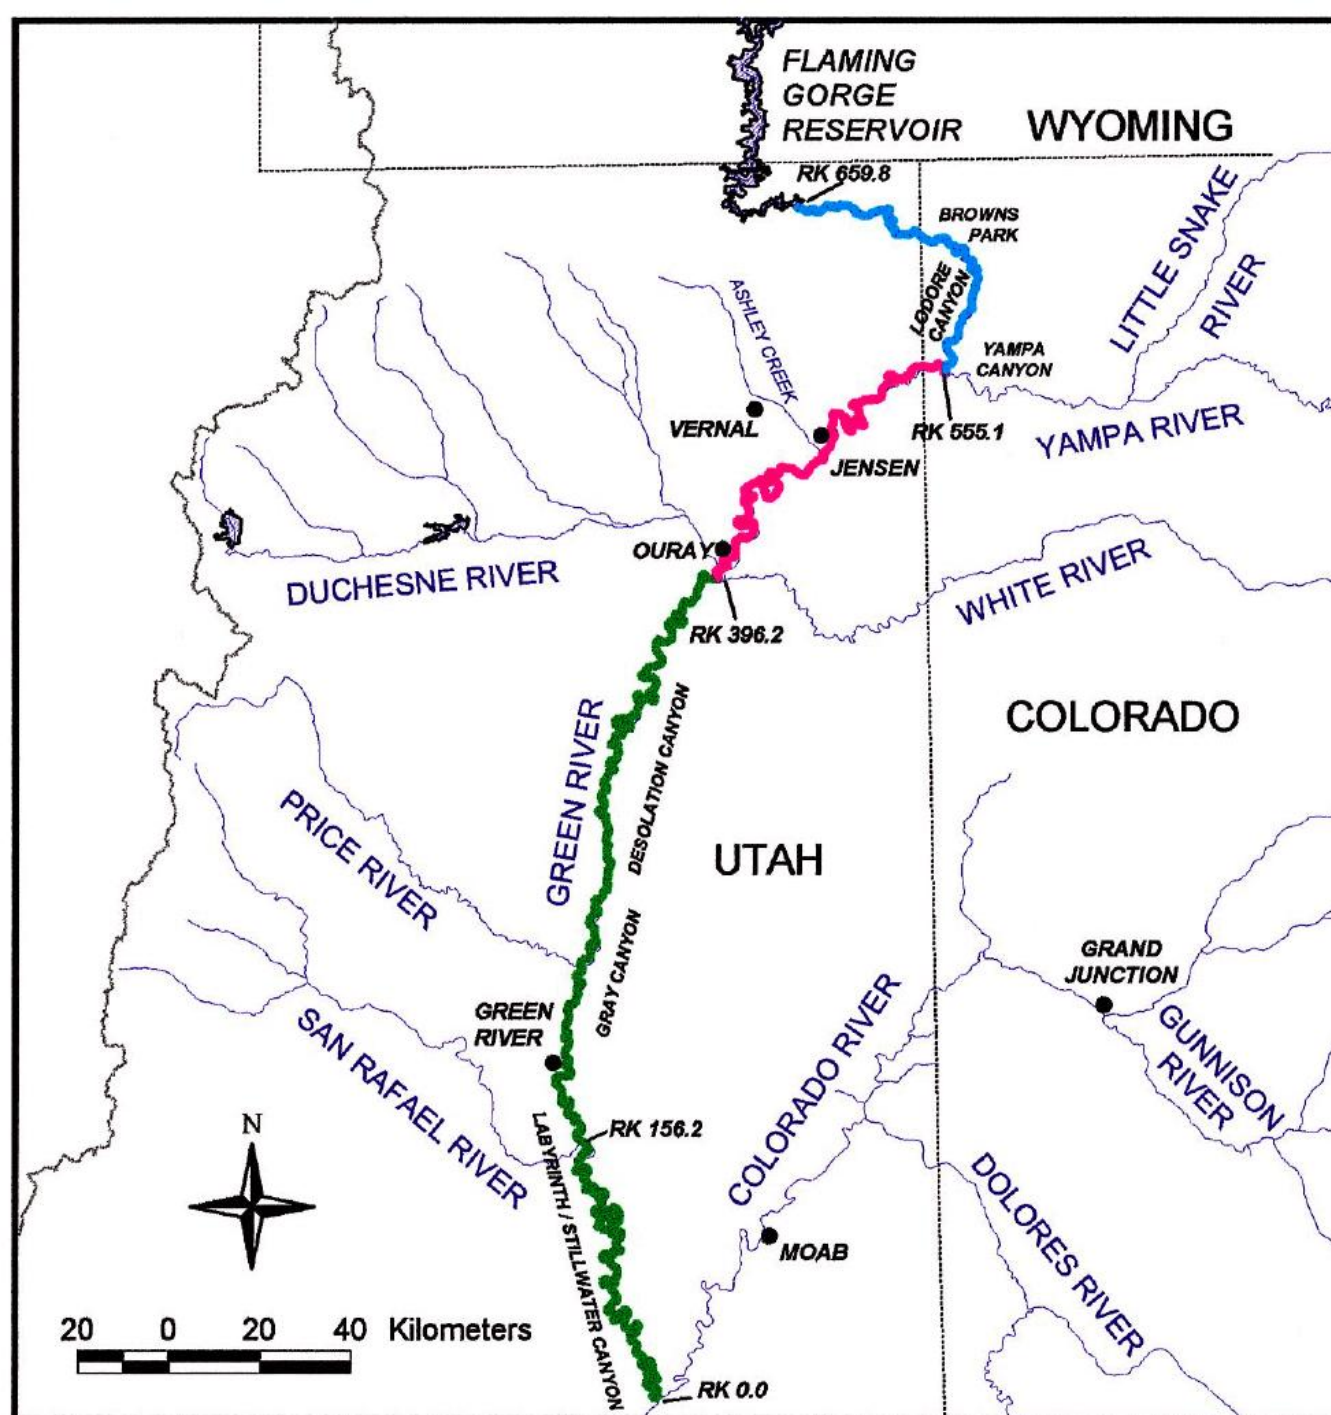 FLAMING
GORGE
RESERVOIR
WYOMING
RK 659.8
BROWNS
PARK
LODORE
CANYON
LITTLE SNAKE
RIVER
ASHLEY CREEK
YAMPA
CANYON
VERNAL
RK 555.1
YAMPA RIVER
JENSEN
OURAY
DUCHESNE RIVER
WHITE RIVER
RK 396.2
GREEN RIVER
DESOLATION CANYON
COLORADO
PRICE RIVER
UTAH
GRAY CANYON
GRAND
JUNCTION
GREEN
RIVER
SAN RAFAEL RIVER
COLORADO RIVER
GUNNISON
RIVER
N
RK 156.2
LABYRINTH / STILLWATER CANYON
DOLORES RIVER
MOAB
20 0 20 40 Kilometers
RK 0.0